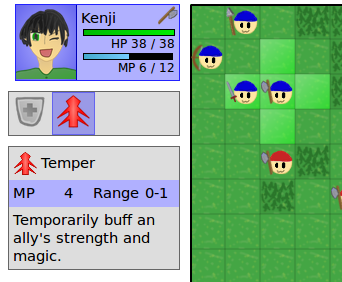 Kenji
HP 38 / 38
MP 6 / 12
Temper
MP 4 Range 0-1
Temporarily buff an
ally's strength and
magic.